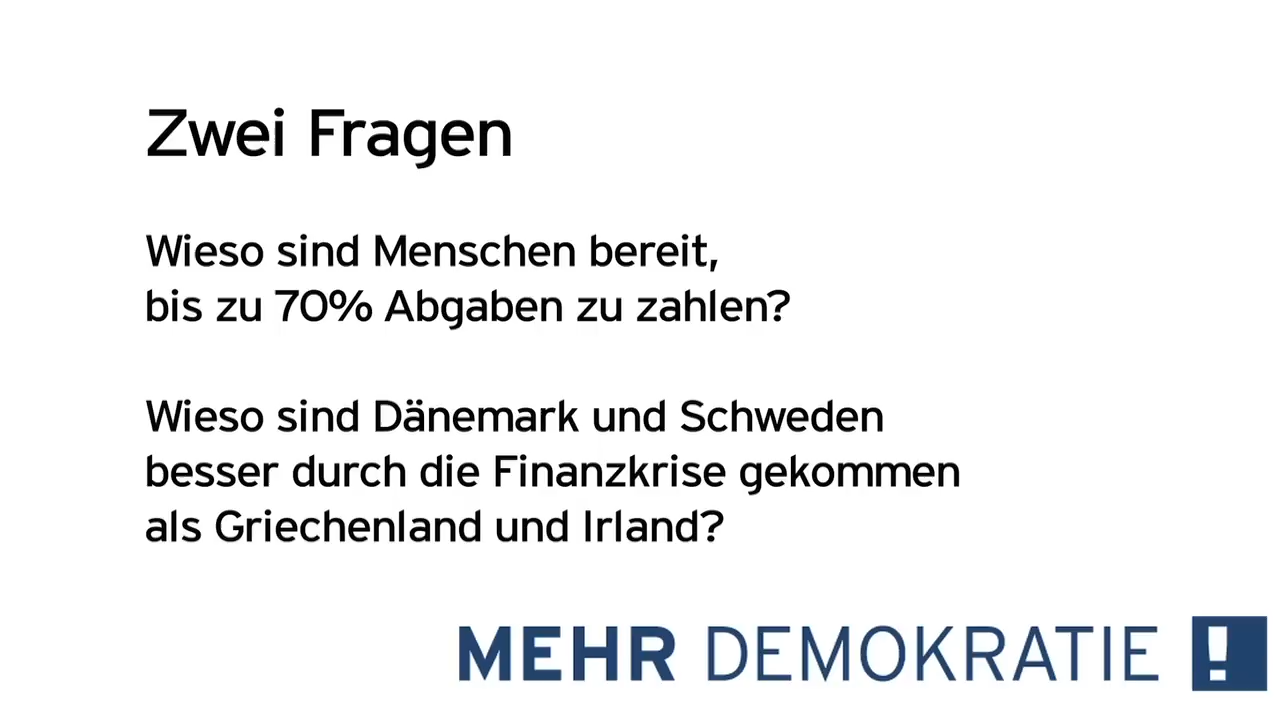 Zwei Fragen
Wieso sind Menschen bereit,
bis zu 70% Abgaben zu zahlen?
Wieso sind Dänemark und Schweden
besser durch die Finanzkrise gekommen
als Griechenland und Irland?
MEHR DEMOKRATIE !